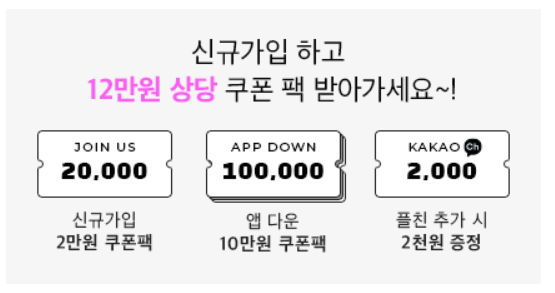 신규가입 하고
12만원 상당 쿠폰 팩 받아가세요~!
JOIN US
20,000
신규가입
2만원 쿠폰팩
APP DOWN
100,000
앱 다운
10만원 쿠폰팩
KAKAO Ch
2,000
플친 추가 시
2천원 증정